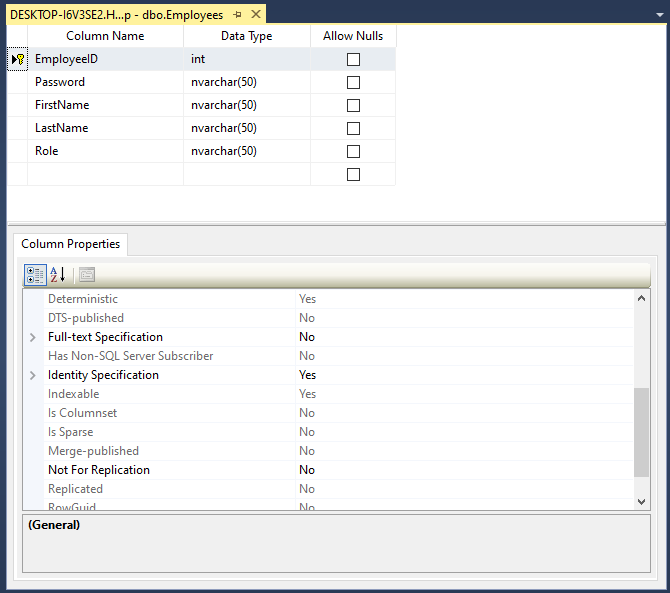 DESKTOP-I6V3SE2.H...p - dbo.Employees
Column Name Data Type Allow Nulls
EmployeeID int
Password nvarchar(50)
FirstName nvarchar(50)
LastName nvarchar(50)
Role nvarchar(50)
Column Properties
Deterministic Yes
DTS-published No
Full-text Specification No
Has Non-SQL Server Subscriber No
Identity Specification Yes
Indexable Yes
Is Columnset No
Is Sparse No
Merge-published No
Not For Replication No
Replicated No
RowGuid No
(General)